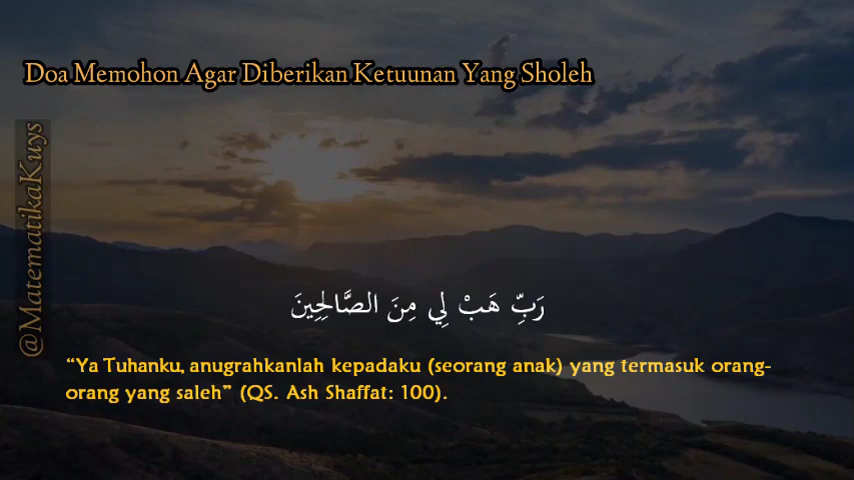 Doa Memohon Agar Diberikan Ketuunan Yang Sholeh
@MatematikaKuys
رَبِّ هَبْ لِي مِنَ الصَّالِحِينَ
“Ya Tuhanku, anugrahkanlah kepadaku (seorang anak) yang termasuk orang-
orang yang saleh” (QS. Ash Shaffat: 100).